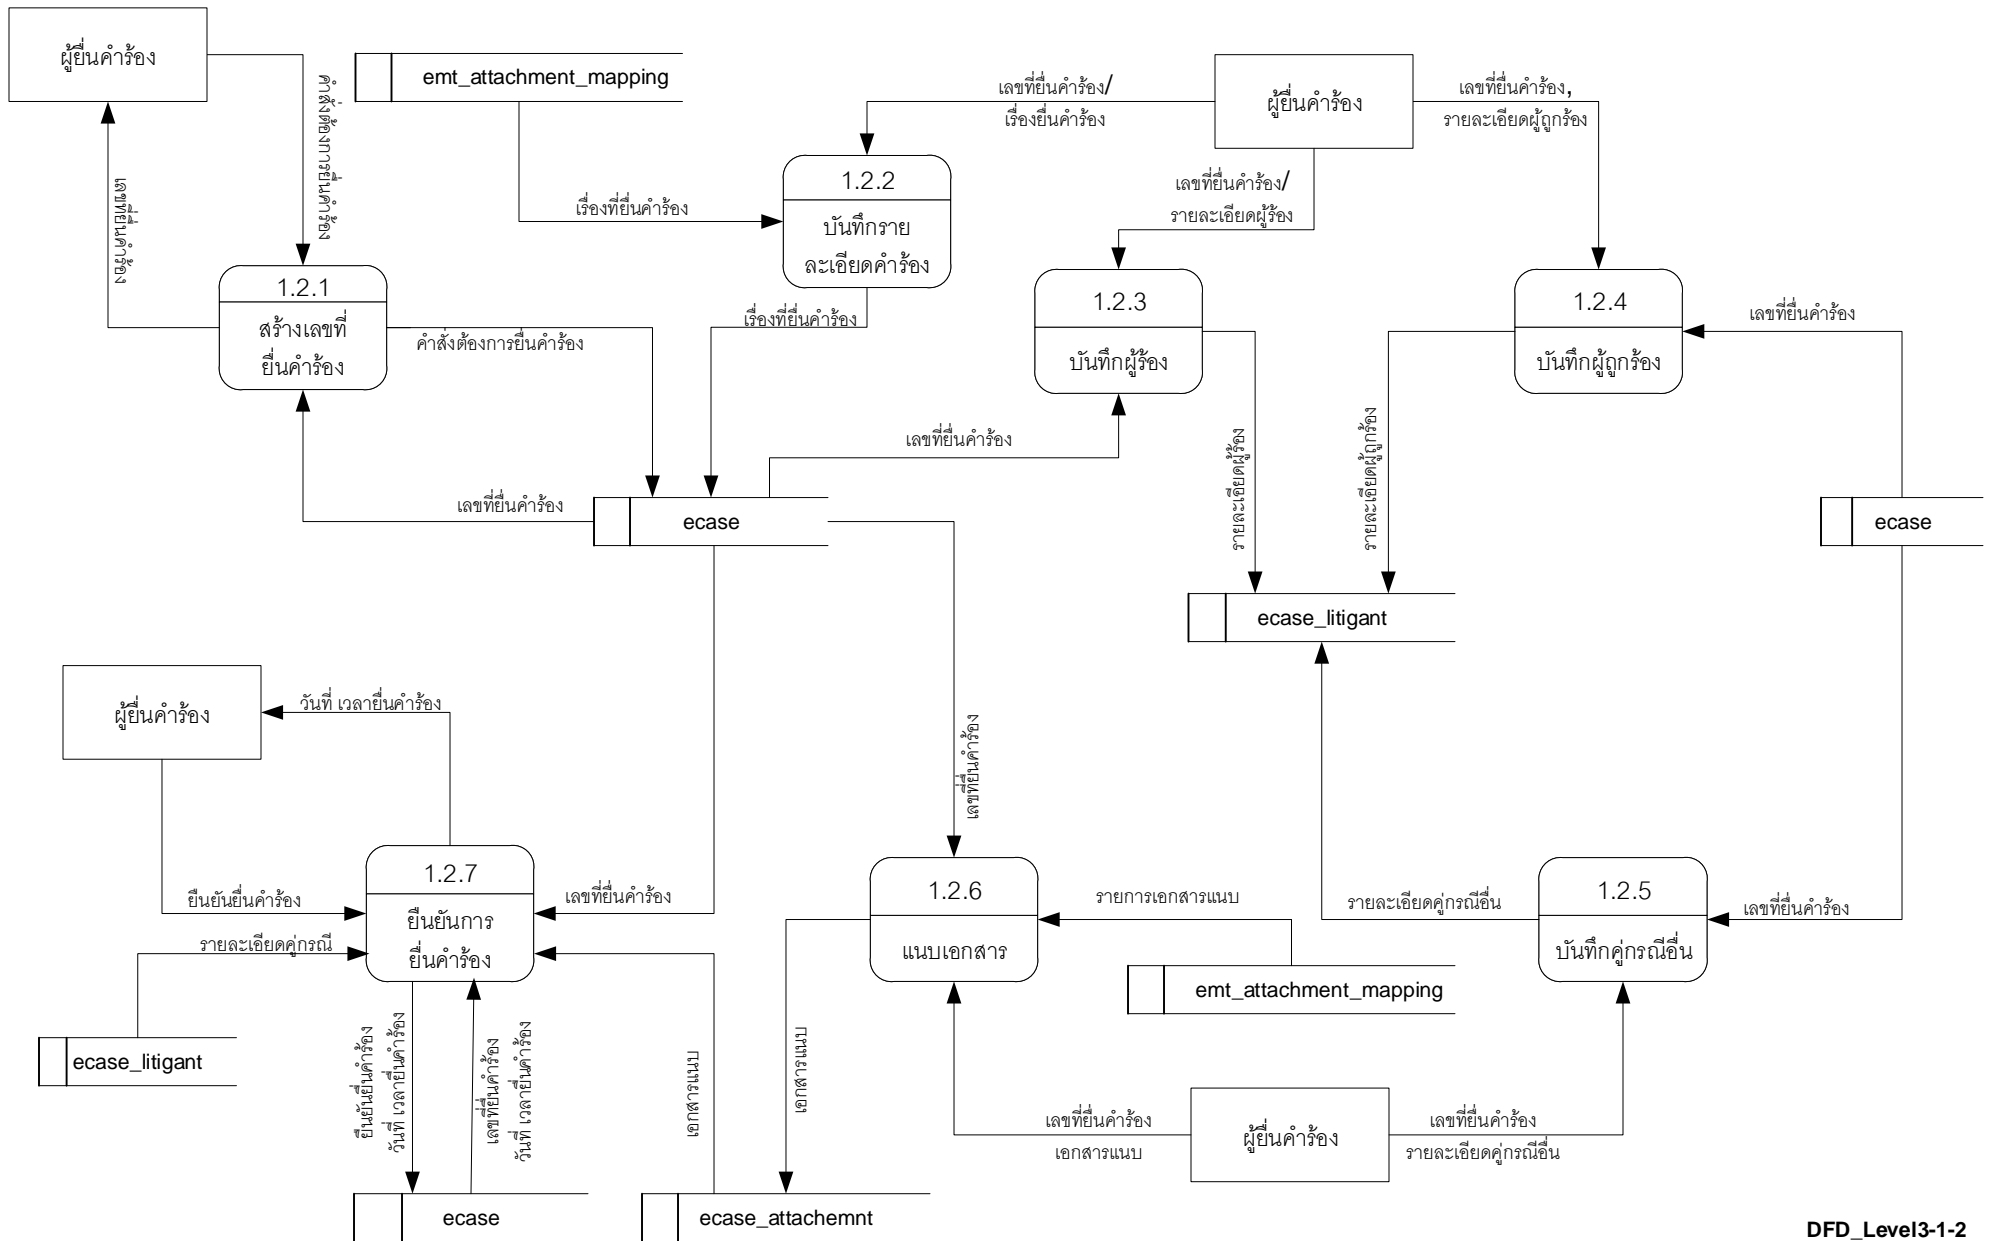 ผู้ยื่นคำร้อง
คำสั่งต้องการยื่นคำร้อง
เลขที่ยื่นคำร้อง
emt_attachment_mapping
เรื่องที่ยื่นคำร้อง
เลขที่ยื่นคำร้อง/
เรื่องยื่นคำร้อง
ผู้ยื่นคำร้อง
เลขที่ยื่นคำร้อง,
รายละเอียดผู้ถูกร้อง
เลขที่ยื่นคำร้อง/
รายละเอียดผู้ร้อง
1.2.2
บันทึกราย
ละเอียดคำร้อง
1.2.1
สร้างเลขที่
ยื่นคำร้อง
คำสั่งต้องการยื่นคำร้อง
เรื่องที่ยื่นคำร้อง
1.2.3
บันทึกผู้ร้อง
1.2.4
บันทึกผู้ถูกร้อง
เลขที่ยื่นคำร้อง
เลขที่ยื่นคำร้อง
รายละเอียดผู้ร้อง
รายละเอียดผู้ถูกร้อง
เลขที่ยื่นคำร้อง
ecase
ecase
ecase_litigant
ผู้ยื่นคำร้อง
วันที่ เวลายื่นคำร้อง
เลขที่ยื่นคำร้อง
1.2.7
ยืนยันการ
ยื่นคำร้อง
ยืนยันยื่นคำร้อง
เลขที่ยื่นคำร้อง
รายละเอียดคู่กรณี
1.2.6
แนบเอกสาร
รายการเอกสารแนบ
รายละเอียดคู่กรณีอื่น
1.2.5
บันทึกคู่กรณีอื่น
เลขที่ยื่นคำร้อง
emt_attachment_mapping
ecase_litigant
ยืนยันยื่นคำร้อง
วันที่ เวลายื่นคำร้อง
เลขที่ยื่นคำร้อง
วันที่ เวลายื่นคำร้อง
เอกสารแนบ
เอกสารแนบ
เลขที่ยื่นคำร้อง
เอกสารแนบ
ผู้ยื่นคำร้อง
เลขที่ยื่นคำร้อง
รายละเอียดคู่กรณีอื่น
ecase
ecase_attachemnt
DFD_Level3-1-2